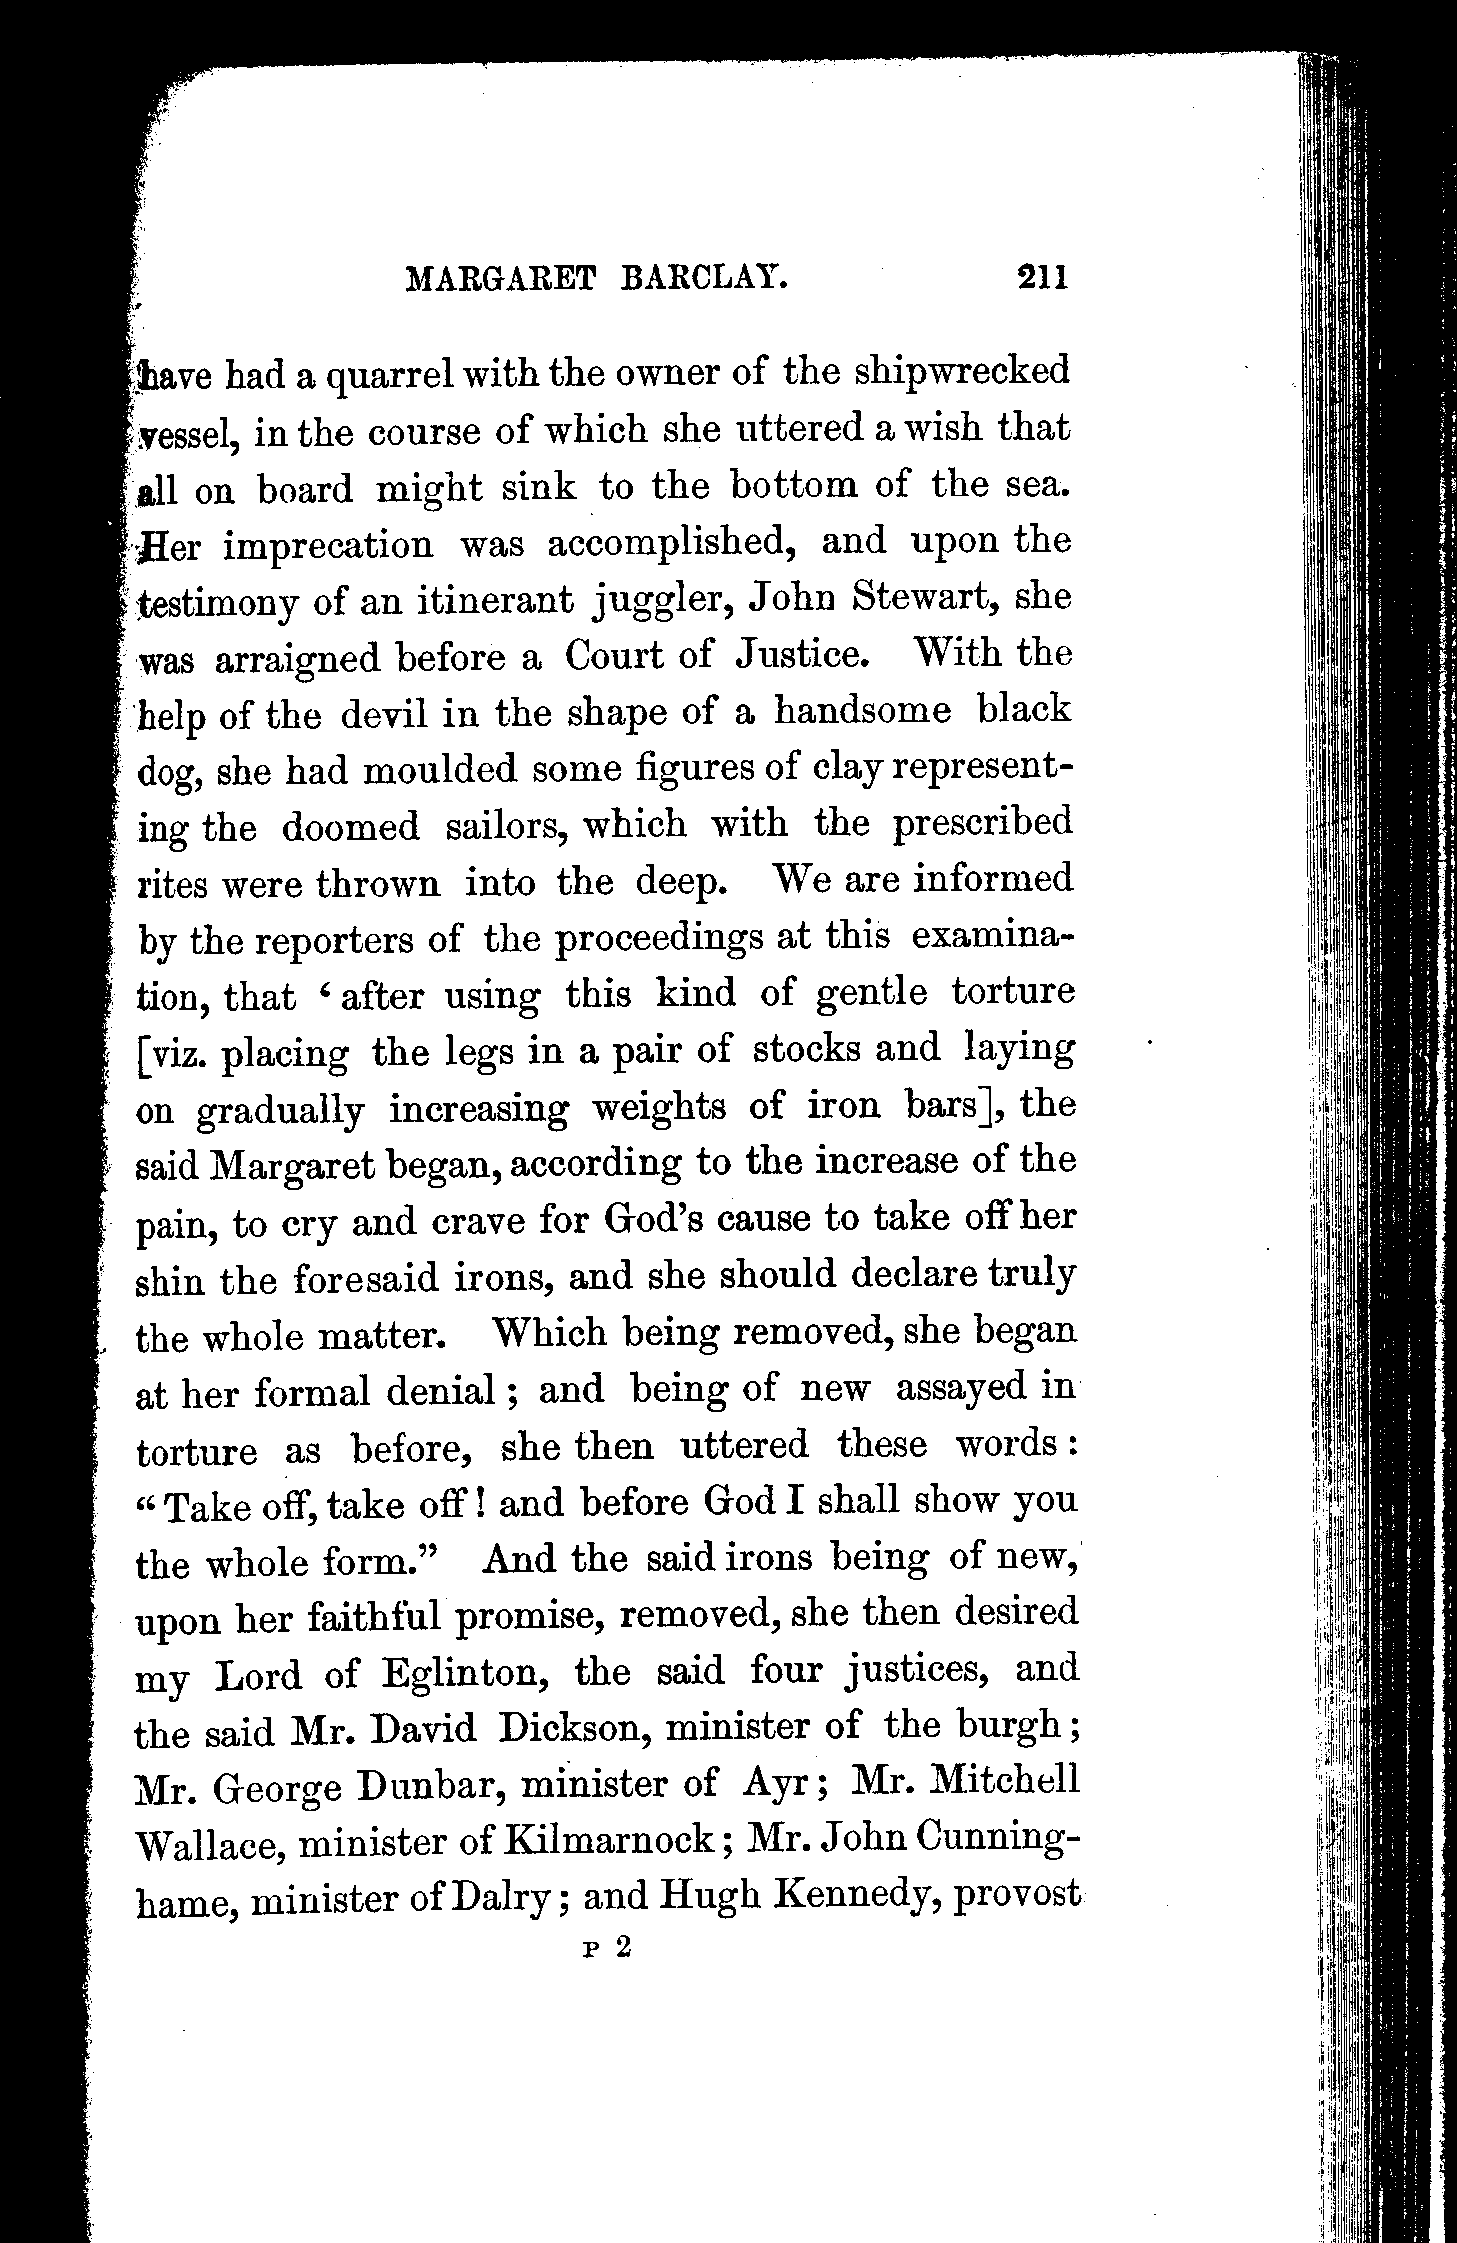 MARGARET BARCLAY. 211
have had a quarrel with the owner of the shipwrecked
vessel, in the course of which she uttered a wish that
all on board might sink to the bottom of the sea.
Her imprecation was accomplished, and upon the
testimony of an itinerant juggler, John Stewart, she
was arraigned before a Court of Justice. With the
help of the devil in the shape of a handsome black
dog, she had moulded some figures of clay represent-
ing the doomed sailors, which with the prescribed
rites were thrown into the deep. We are informed
by the reporters of the proceedings at this examina-
tion, that ‘ after using this kind of gentle torture
[viz. placing the legs in a pair of stocks and laying
on gradually increasing weights of iron bars], the
said Margaret began, according to the increase of the
pain, to cry and crave for God’s cause to take off her
shin the foresaid irons, and she should declare truly
the whole matter. Which being removed, she began
at her formal denial ; and being of new assayed in
torture as before, she then uttered these words :
“ Take off, take off ! and before God I shall show you
the whole form.” And the said irons being of new,
upon her faithful promise, removed, she then desired
my Lord of Eglinton, the said four justices, and
the said Mr. David Dickson, minister of the burgh ;
Mr. George Dunbar, minister of Ayr ; Mr. Mitchell
Wallace, minister of Kilmarnock ; Mr. John Cunning-
hame, minister of Dalry ; and Hugh Kennedy, provost
P 2